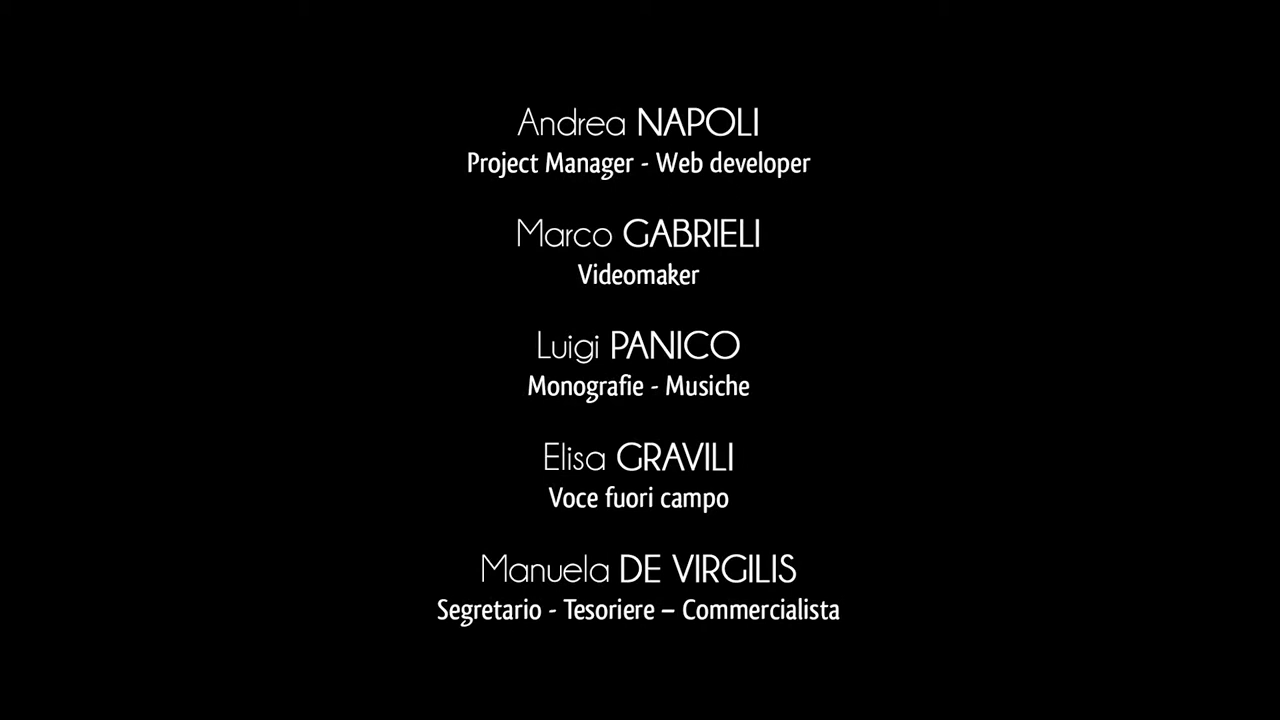 Andrea NAPOLI
Project Manager - Web developer
Marco GABRIELI
Videomaker
Luigi PANICO
Monografie - Musiche
Elisa GRAVILI
Voce fuori campo
Manuela DE VIRGILIS
Segretario - Tesoriere – Commercialista